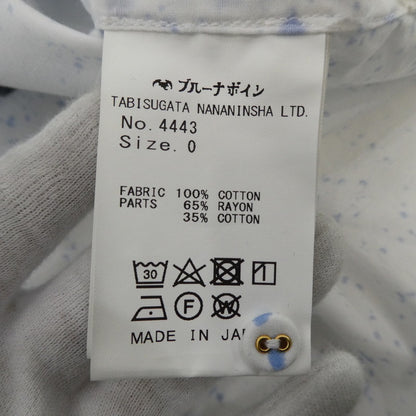 ブルーナボイン
TABISUGATA NANANINSHA LTD.
No.4443
Size.0
FABRIC 100% COTTON
PARTS 65% RAYON
35% COTTON
30
F
MADE IN